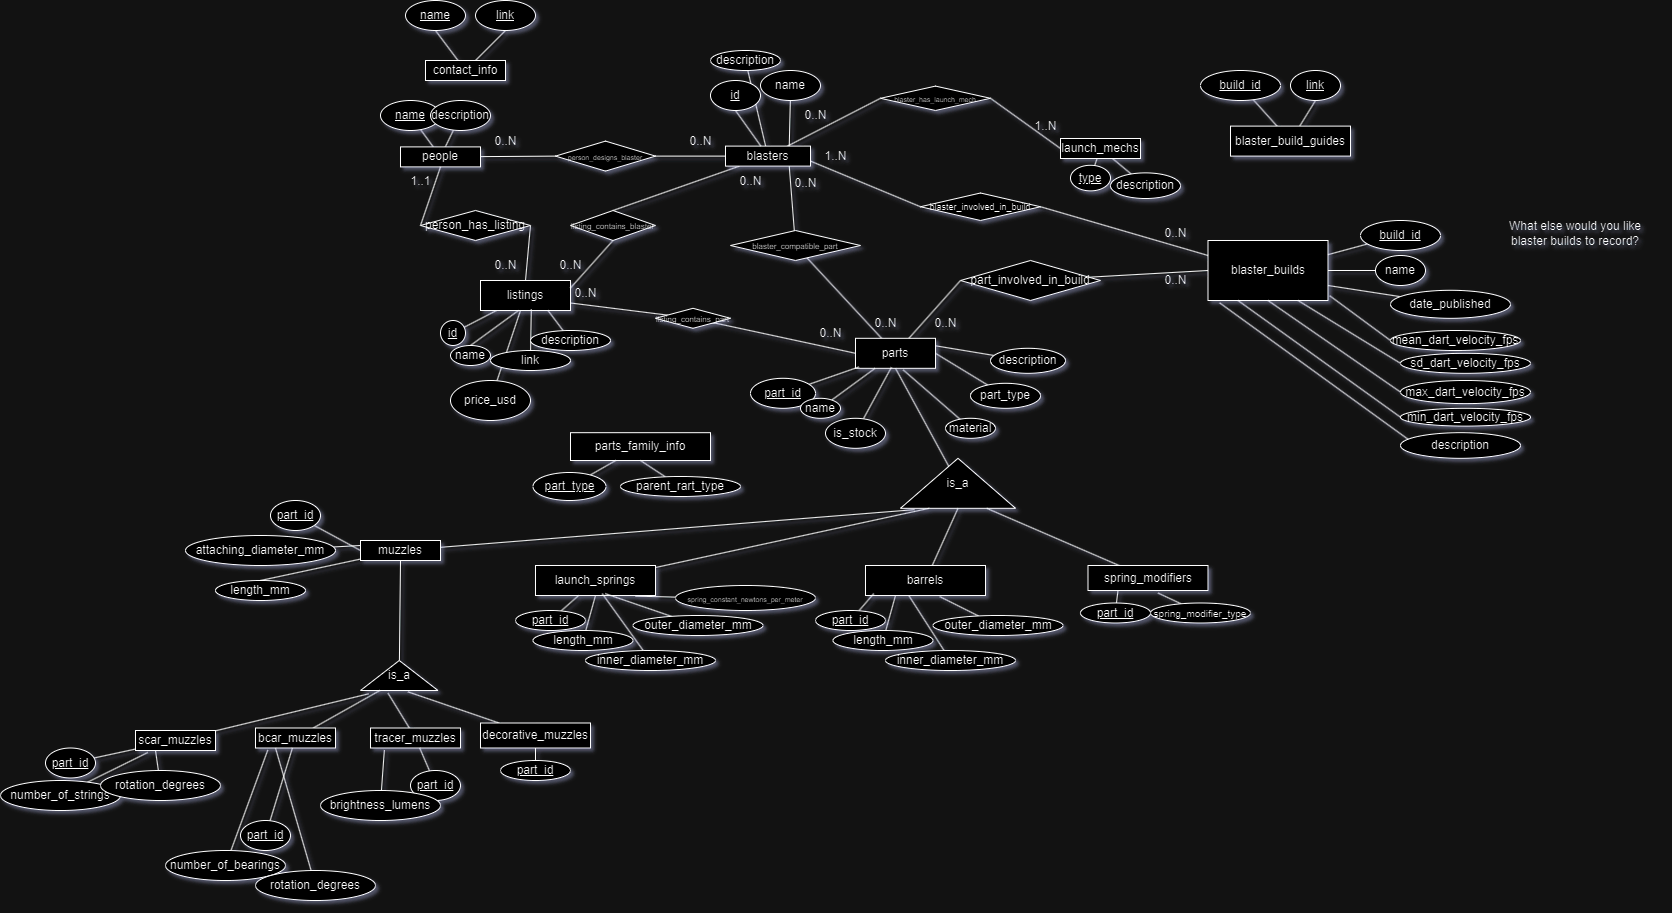 name
link
contact_info
description
name
id
blaster_has_launch_mech
build_id
link
blaster_build_guides
name
description
people
0..N
0..N
person_designs_blaster
blasters
0..N
1..N
1..N
launch_mechs
type
description
1..1
0..N
0..N
person_has_listing
listing_contains_blaster
blaster_compatible_part
blaster_involved_in_build
0..N
build_id
What else would you like
blaster builds to record?
0..N
0..N
listings
0..N
part_involved_in_build
0..N
blaster_builds
name
date_published
id
name
link
description
price_usd
listing_contains_part
0..N
0..N
0..N
parts
description
part_type
part_id
name
is_stock
material
mean_dart_velocity_fps
sd_dart_velocity_fps
max_dart_velocity_fps
min_dart_velocity_fps
description
parts_family_info
part_type
parent_rart_type
is_a
part_id
attaching_diameter_mm
muzzles
length_mm
launch_springs
spring_constant_newtons_per_meter
part_id
outer_diameter_mm
length_mm
inner_diameter_mm
barrels
part_id
outer_diameter_mm
length_mm
inner_diameter_mm
spring_modifiers
part_id
spring_modifier_type
is_a
scar_muzzles
bcar_muzzles
tracer_muzzles
decorative_muzzles
part_id
number_of_strings
rotation_degrees
part_id
brightness_lumens
part_id
part_id
number_of_bearings
rotation_degrees